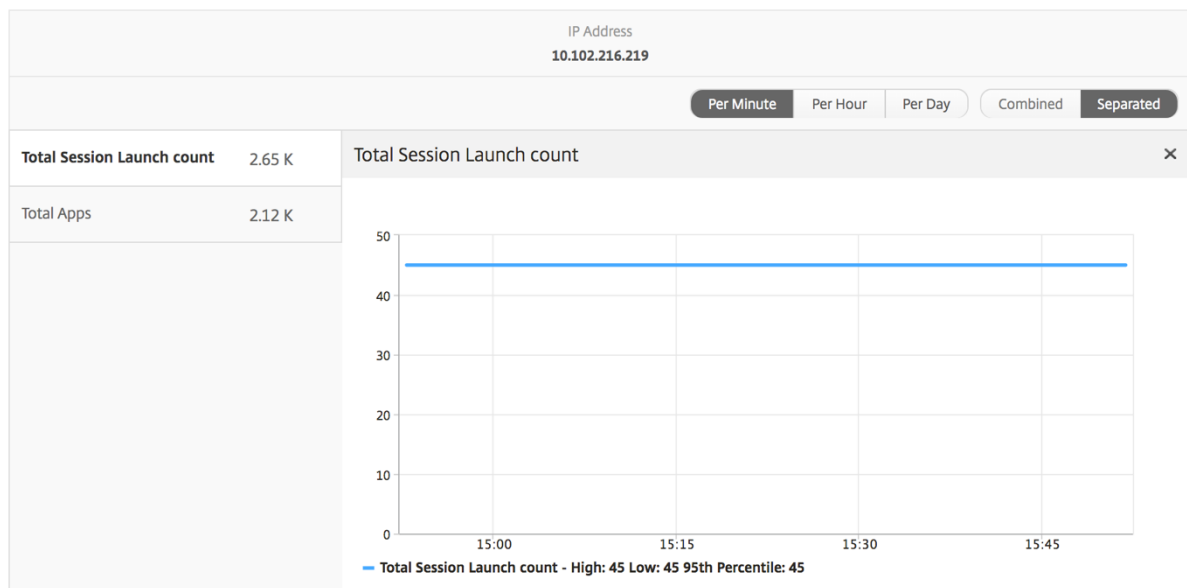 IP Address
10.102.216.219
Per Minute Per Hour Per Day Combined Separated
Total Session Launch count 2.65 K
Total Apps 2.12 K
Total Session Launch count ×
50
40
30
20
10
0
15:00 15:15 15:30 15:45
Total Session Launch count - High: 45 Low: 45 95th Percentile: 45